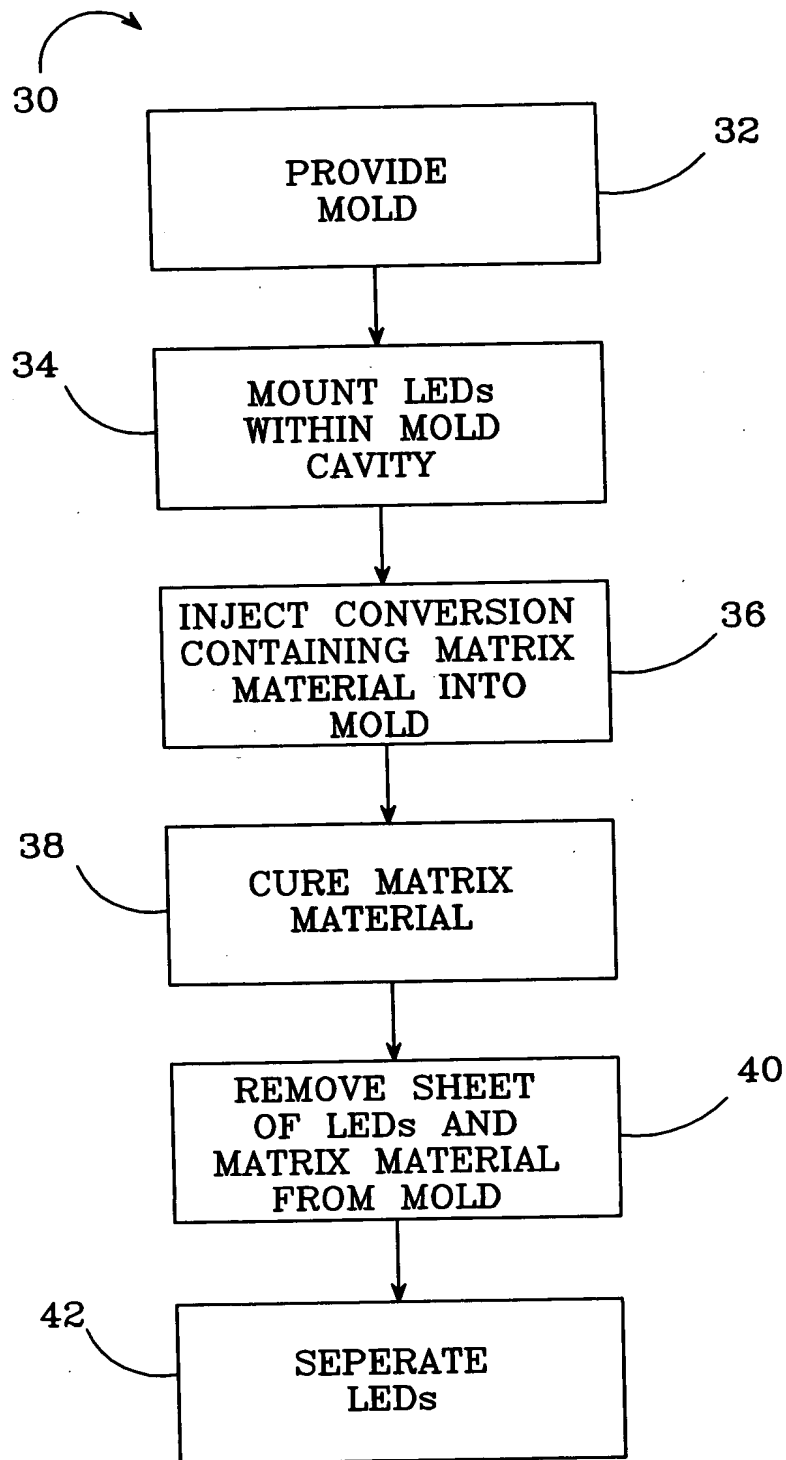 30
PROVIDE
MOLD
32
34
MOUNT LEDs
WITHIN MOLD
CAVITY
INJECT CONVERSION
CONTAINING MATRIX
MATERIAL INTO
MOLD
36
38
CURE MATRIX
MATERIAL
REMOVE SHEET
OF LEDs AND
MATRIX MATERIAL
FROM MOLD
40
42
SEPERATE
LEDs